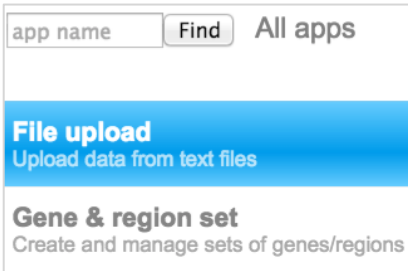 app name Find All apps
File upload
Upload data from text files
Gene & region set
Create and manage sets of genes/regions